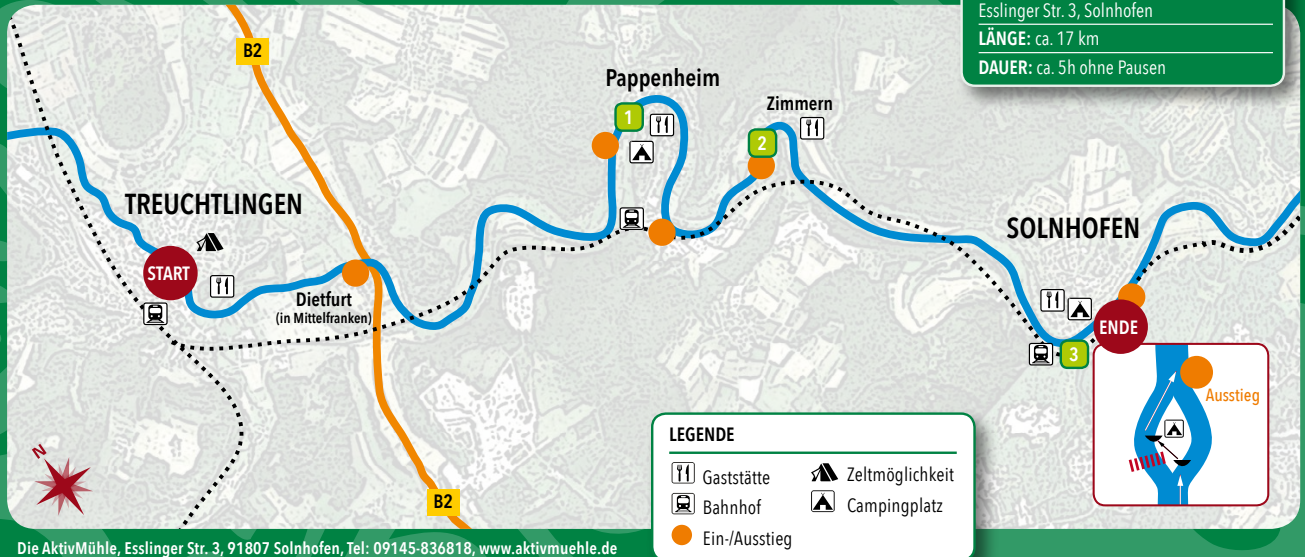 Esslinger Str. 3, Solnhofen
LÄNGE: ca. 17 km
DAUER: ca. 5h ohne Pausen
B2
Pappenheim
1
Zimmern
2
TREUCHTLINGEN
START
Dietfurt
(in Mittelfranken)
SOLNHOFEN
ENDE
3
Ausstieg
N
B2
LEGENDE
Gaststätte
Zeltmöglichkeit
Bahnhof
Campingplatz
Ein-/Ausstieg
Die AktivMühle, Esslinger Str. 3, 91807 Solnhofen, Tel: 09145-836818, www.aktivmuehle.de